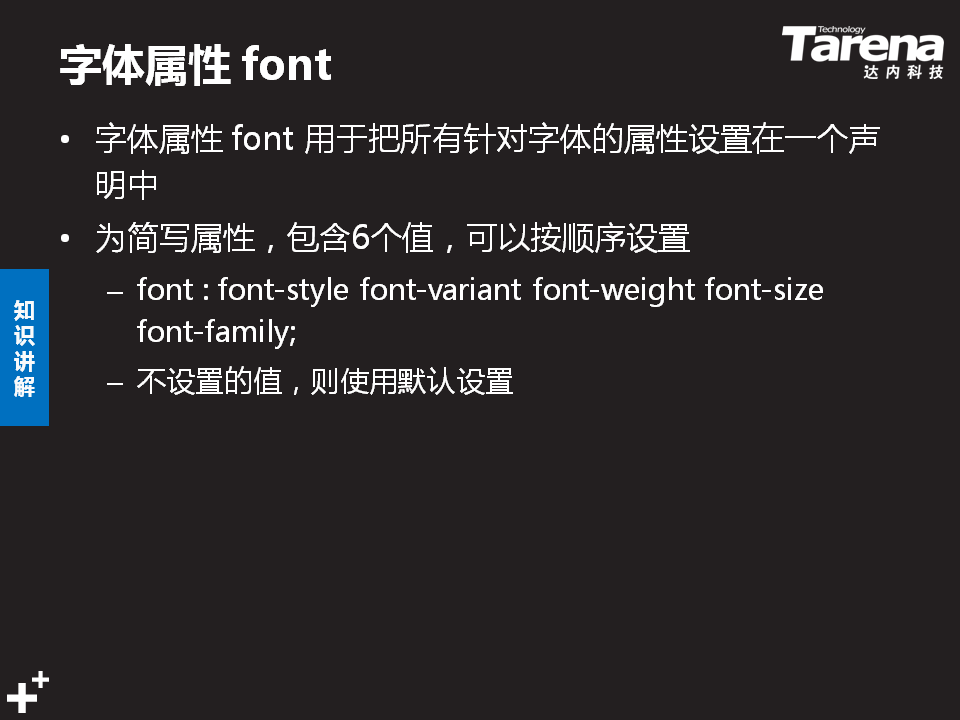 字体属性 font
Technology
Tarena
达内科技
• 字体属性 font 用于把所有针对字体的属性设置在一个声
明中
• 为简写属性，包含6个值，可以按顺序设置
– font : font-style font-variant font-weight font-size
font-family;
– 不设置的值，则使用默认设置
知
识
讲
解